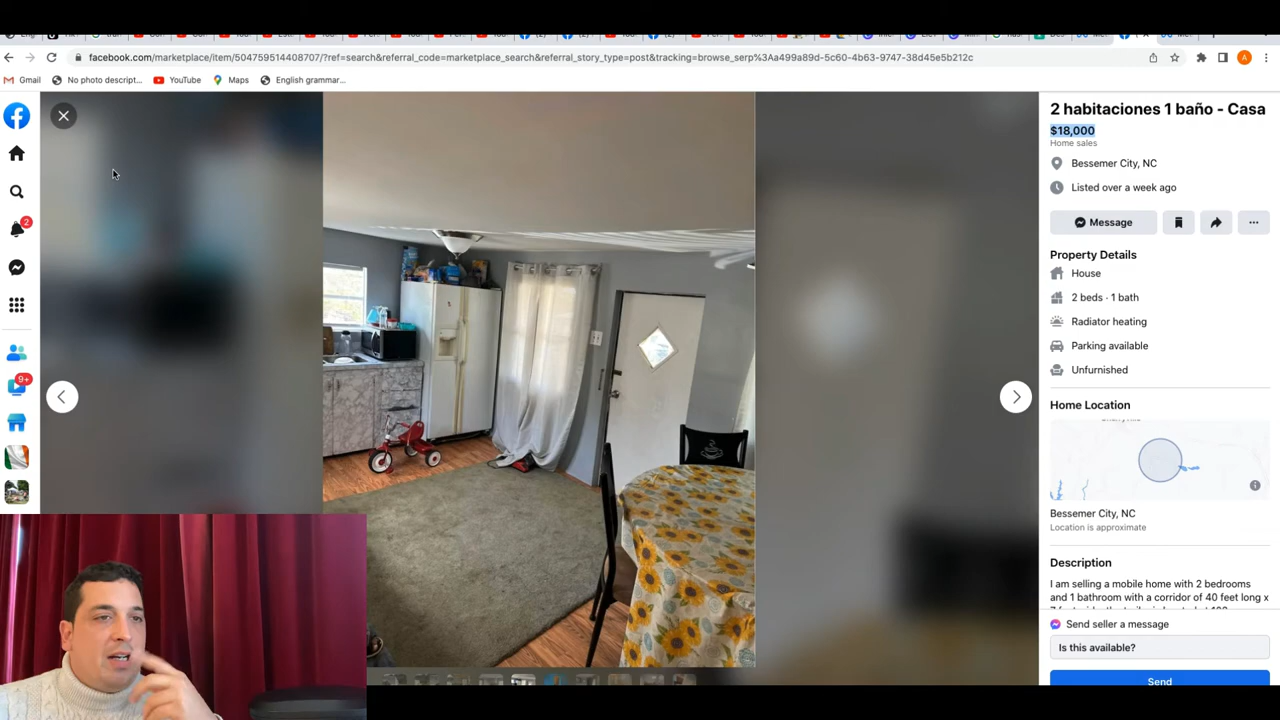 facebook.com/marketplace/item/504759514408707/?ref=search&referral_code=marketplace_search&referral_story_type=post&tracking=browse_serp%3Aa499a89d-5c60-4b63-9747-38d45e5b212c
A
Gmail
No photo descript...
YouTube
Maps
English grammar...
2 habitaciones 1 baño - Casa
$18,000
Home sales
Bessemer City, NC
Listed over a week ago
Message
2
Property Details
House
2 beds · 1 bath
Radiator heating
Parking available
Unfurnished
9+
Home Location
Bessemer City, NC
Location is approximate
Description
I am selling a mobile home with 2 bedrooms
and 1 bathroom with a corridor of 40 feet long x
Send seller a message
Is this available?
Send